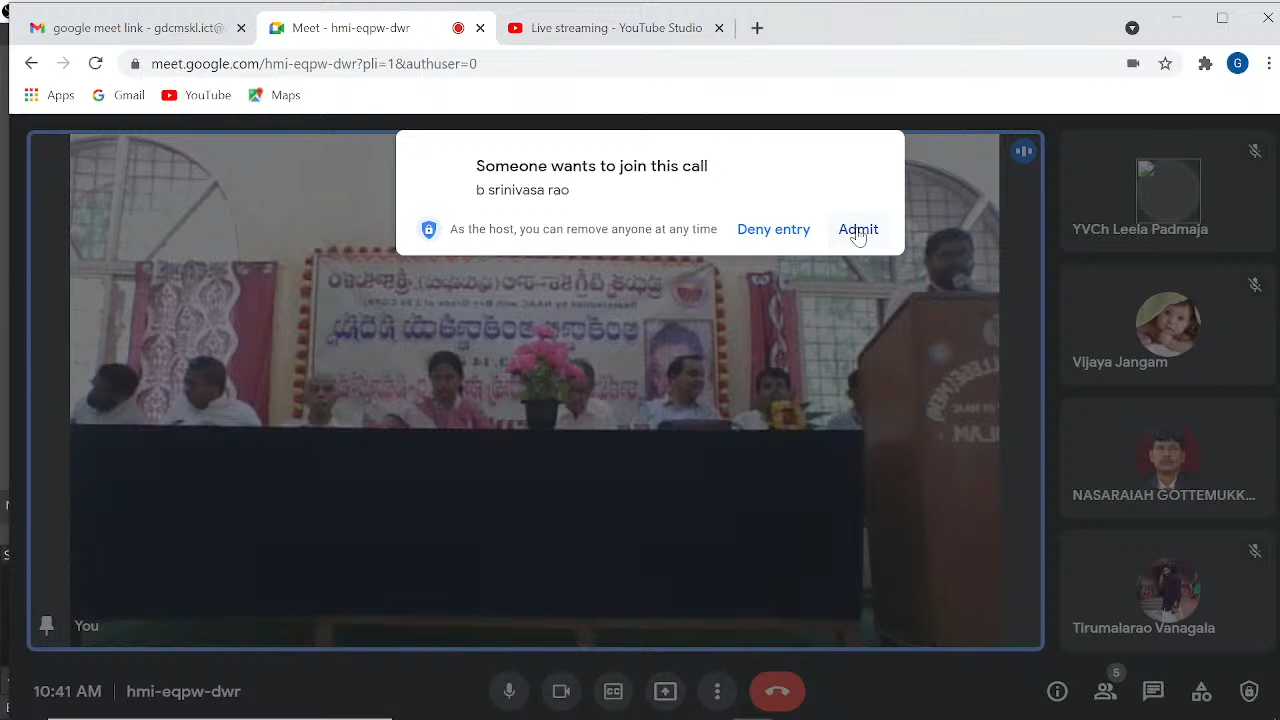 google meet link - gdcmskl.ict@
Meet - hmi-eqpw-dwr
Live streaming - YouTube Studio
meet.google.com/hmi-eqpw-dwr?pli=1&authuser=0
G
Apps
Gmail
YouTube
Maps
Someone wants to join this call
b srinivasa rao
As the host, you can remove anyone at any time
Deny entry
Admit
YVCh Leela Padmaja
Vijaya Jangam
NASARAIAH GOTTEMUKK...
Tirumalarao Vanagala
You
10:41 AM | hmi-eqpw-dwr
5